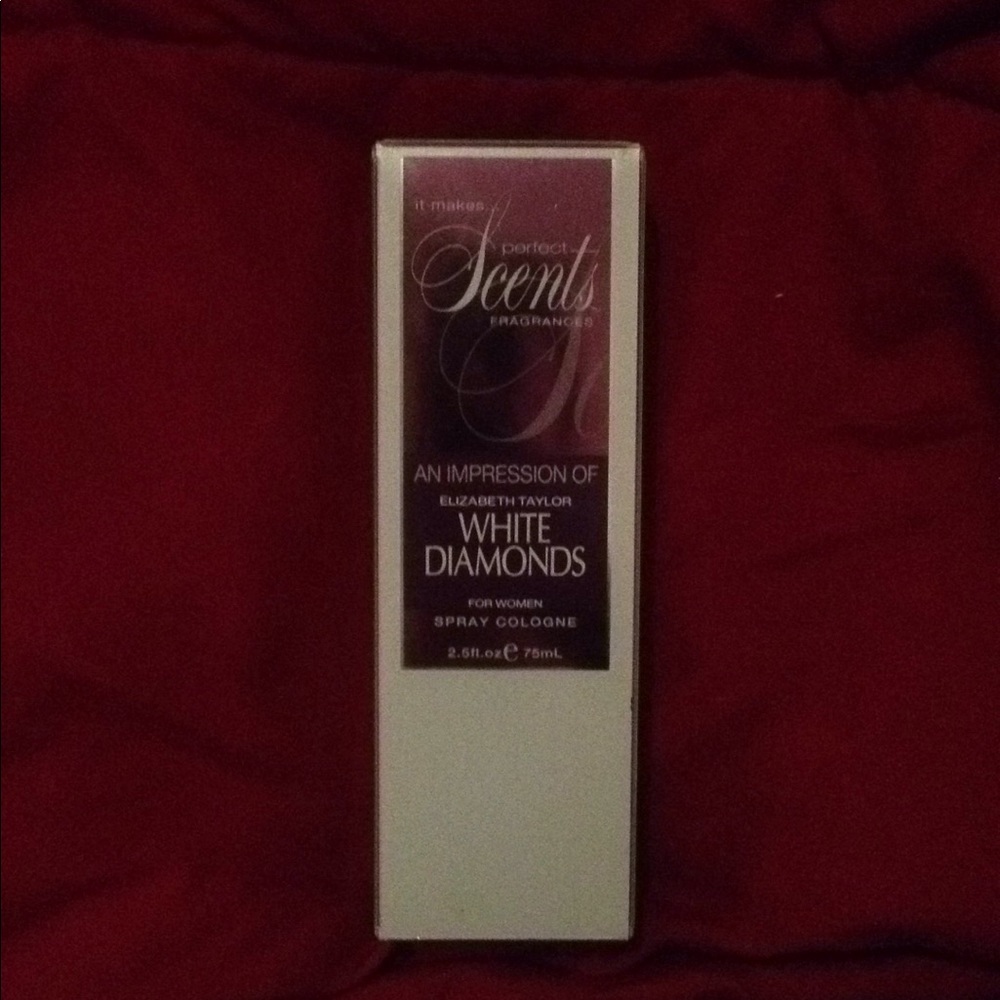 it makes...
perfect
Scents
FRAGRANCES
AN IMPRESSION OF
ELIZABETH TAYLOR
WHITE
DIAMONDS
FOR WOMEN
SPRAY COLOGNE
2.5fl.oz e 75mL